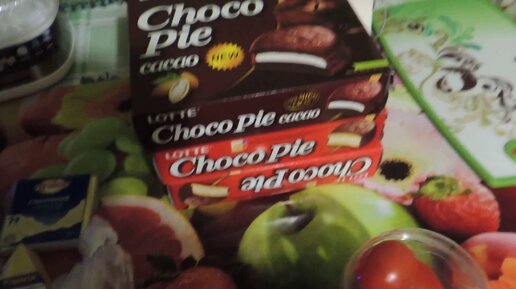 Choco
Pie
cacao
NEW
LOTTE
Choco Pie cacao
LOTTE
Choco Pie
Choco Pie